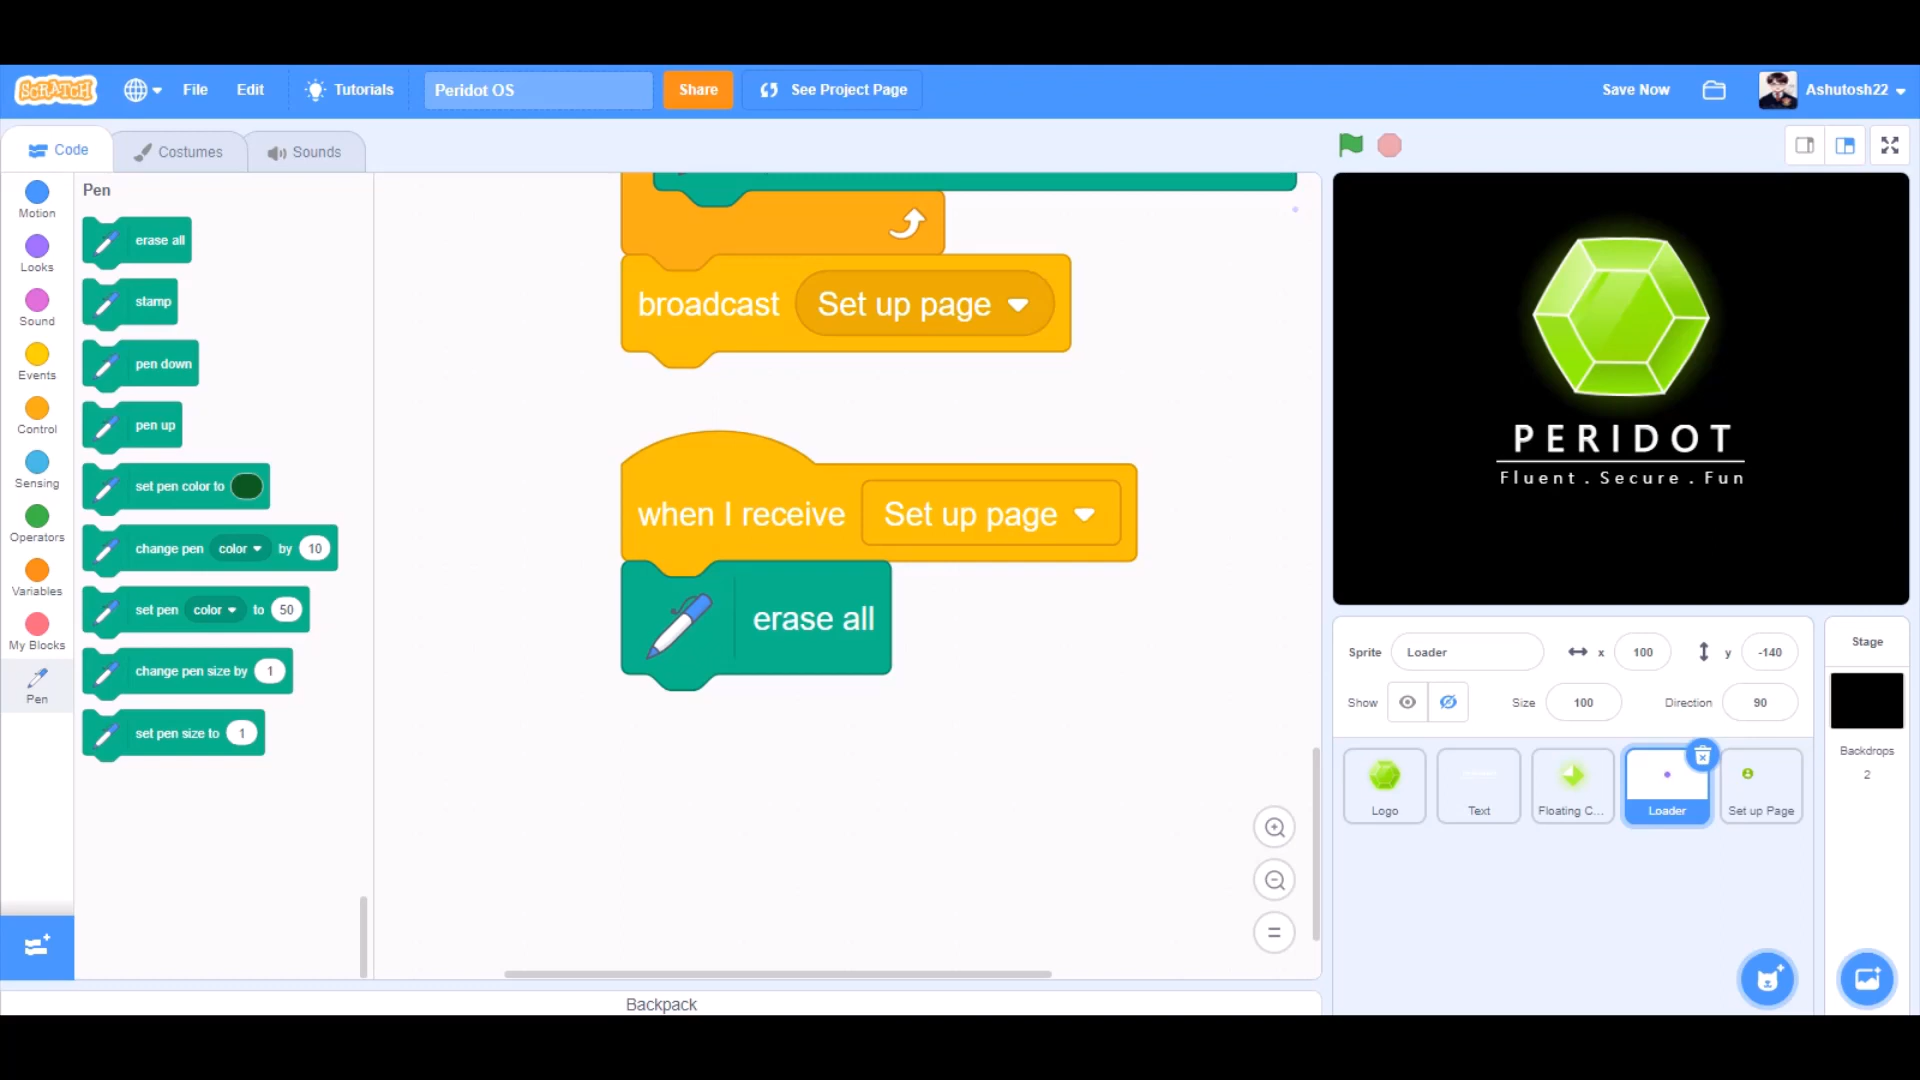 SCRATCH
File
Edit
Tutorials
Peridot OS
Share
See Project Page
Save Now
Ashutosh22
Code
Costumes
Sounds
Motion
Looks
Sound
Events
Control
Sensing
Operators
Variables
My Blocks
Pen
Pen
erase all
stamp
pen down
pen up
set pen color to
change pen color by 10
set pen color to 50
change pen size by 1
set pen size to 1
broadcast Set up page
when I receive Set up page
erase all
Backpack
PERIDOT
Fluent . Secure . Fun
Sprite Loader x 100 y -140
Show Size 100 Direction 90
Logo
Text
Floating C...
Loader
Set up Page
Stage
Backdrops
2